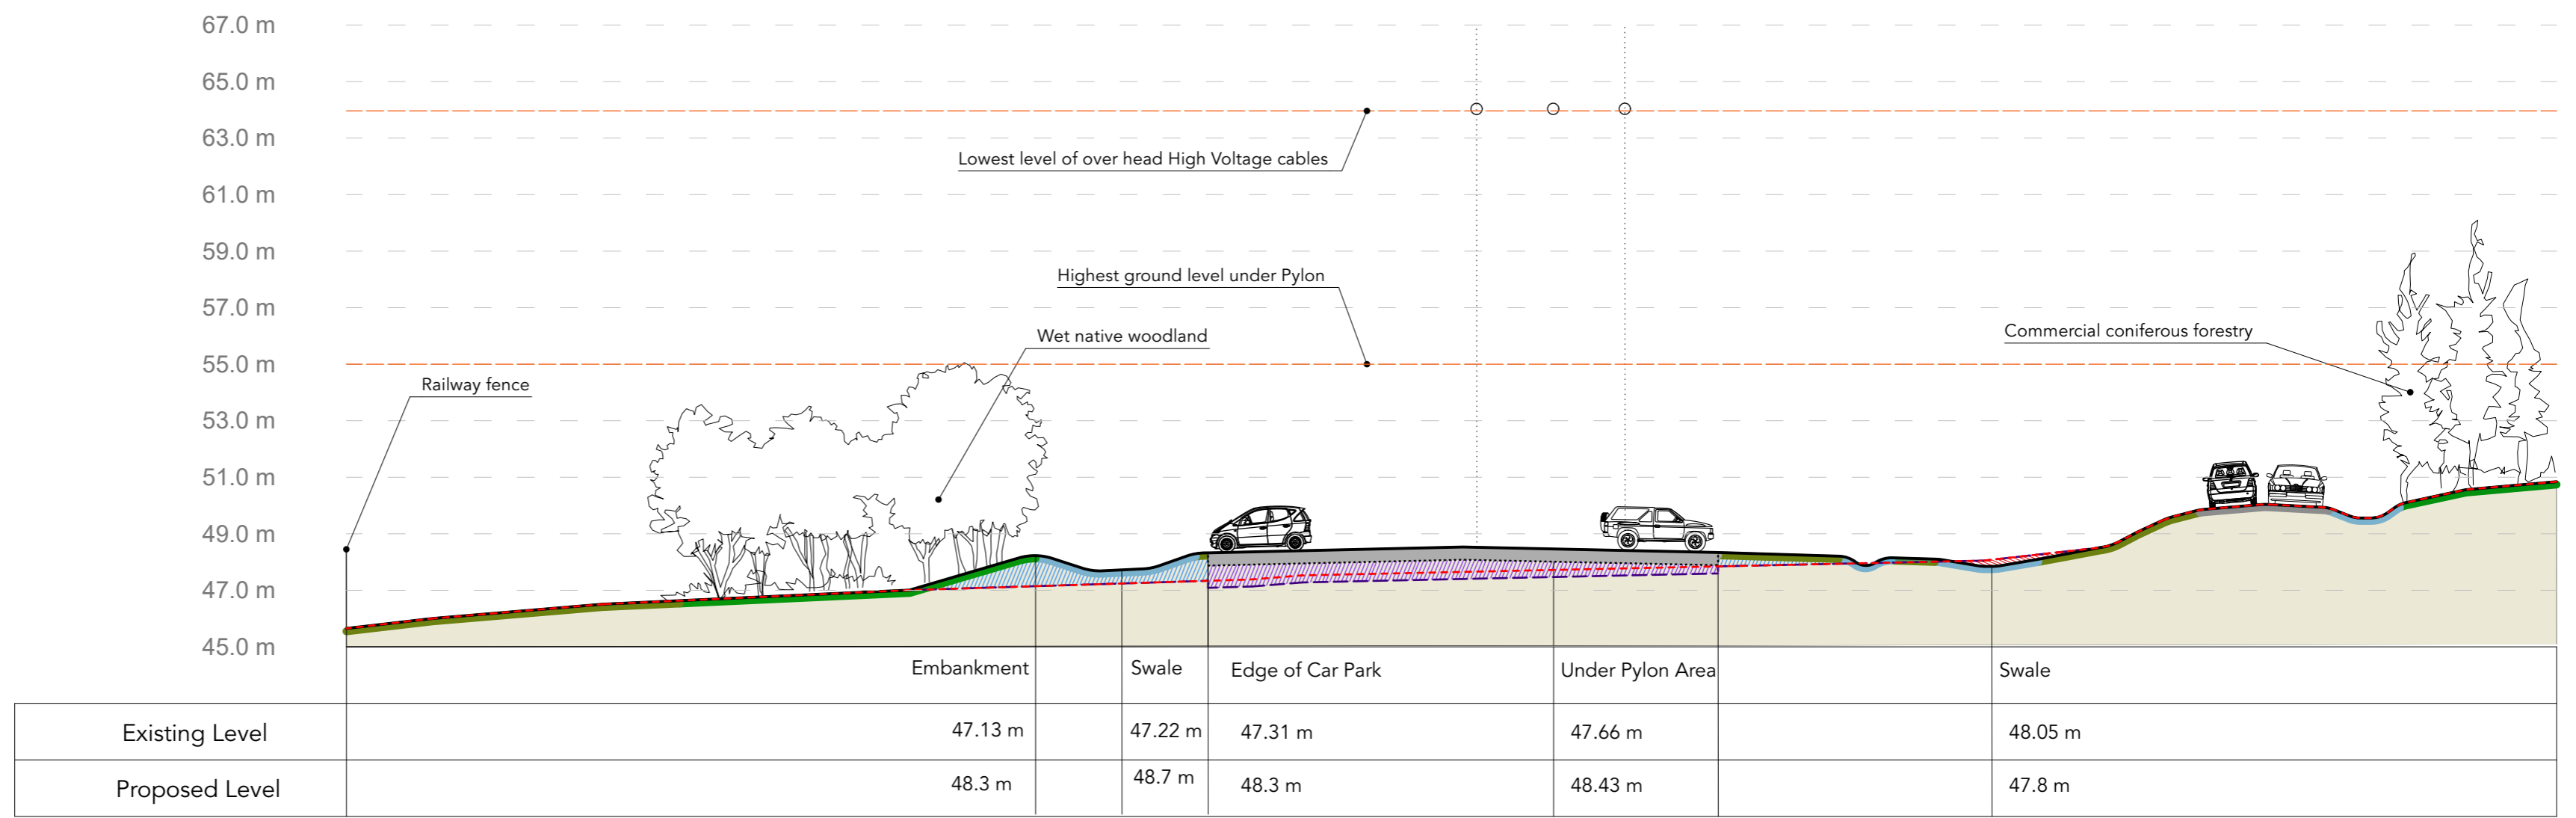 67.0 m
65.0 m
63.0 m
Lowest level of over head High Voltage cables
61.0 m
59.0 m
Highest ground level under Pylon
57.0 m
Wet native woodland
Commercial coniferous forestry
55.0 m
Railway fence
53.0 m
51.0 m
49.0 m
47.0 m
45.0 m
Embankment Swale Edge of Car Park Under Pylon Area Swale
Existing Level 47.13 m 47.22 m 47.31 m 47.66 m 48.05 m
Proposed Level 48.3 m 48.7 m 48.3 m 48.43 m 47.8 m